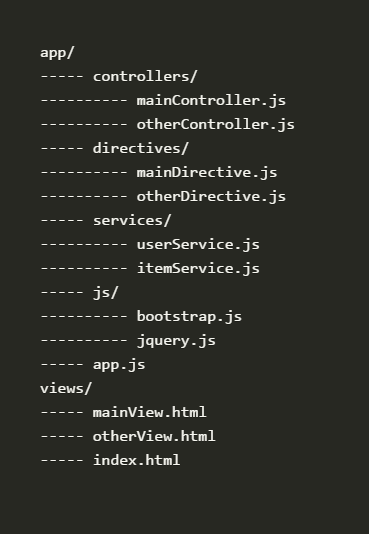 app/
----- controllers/
---------- mainController.js
---------- otherController.js
----- directives/
---------- mainDirective.js
---------- otherDirective.js
----- services/
---------- userService.js
---------- itemService.js
----- js/
---------- bootstrap.js
---------- jquery.js
----- app.js
views/
----- mainView.html
----- otherView.html
----- index.html